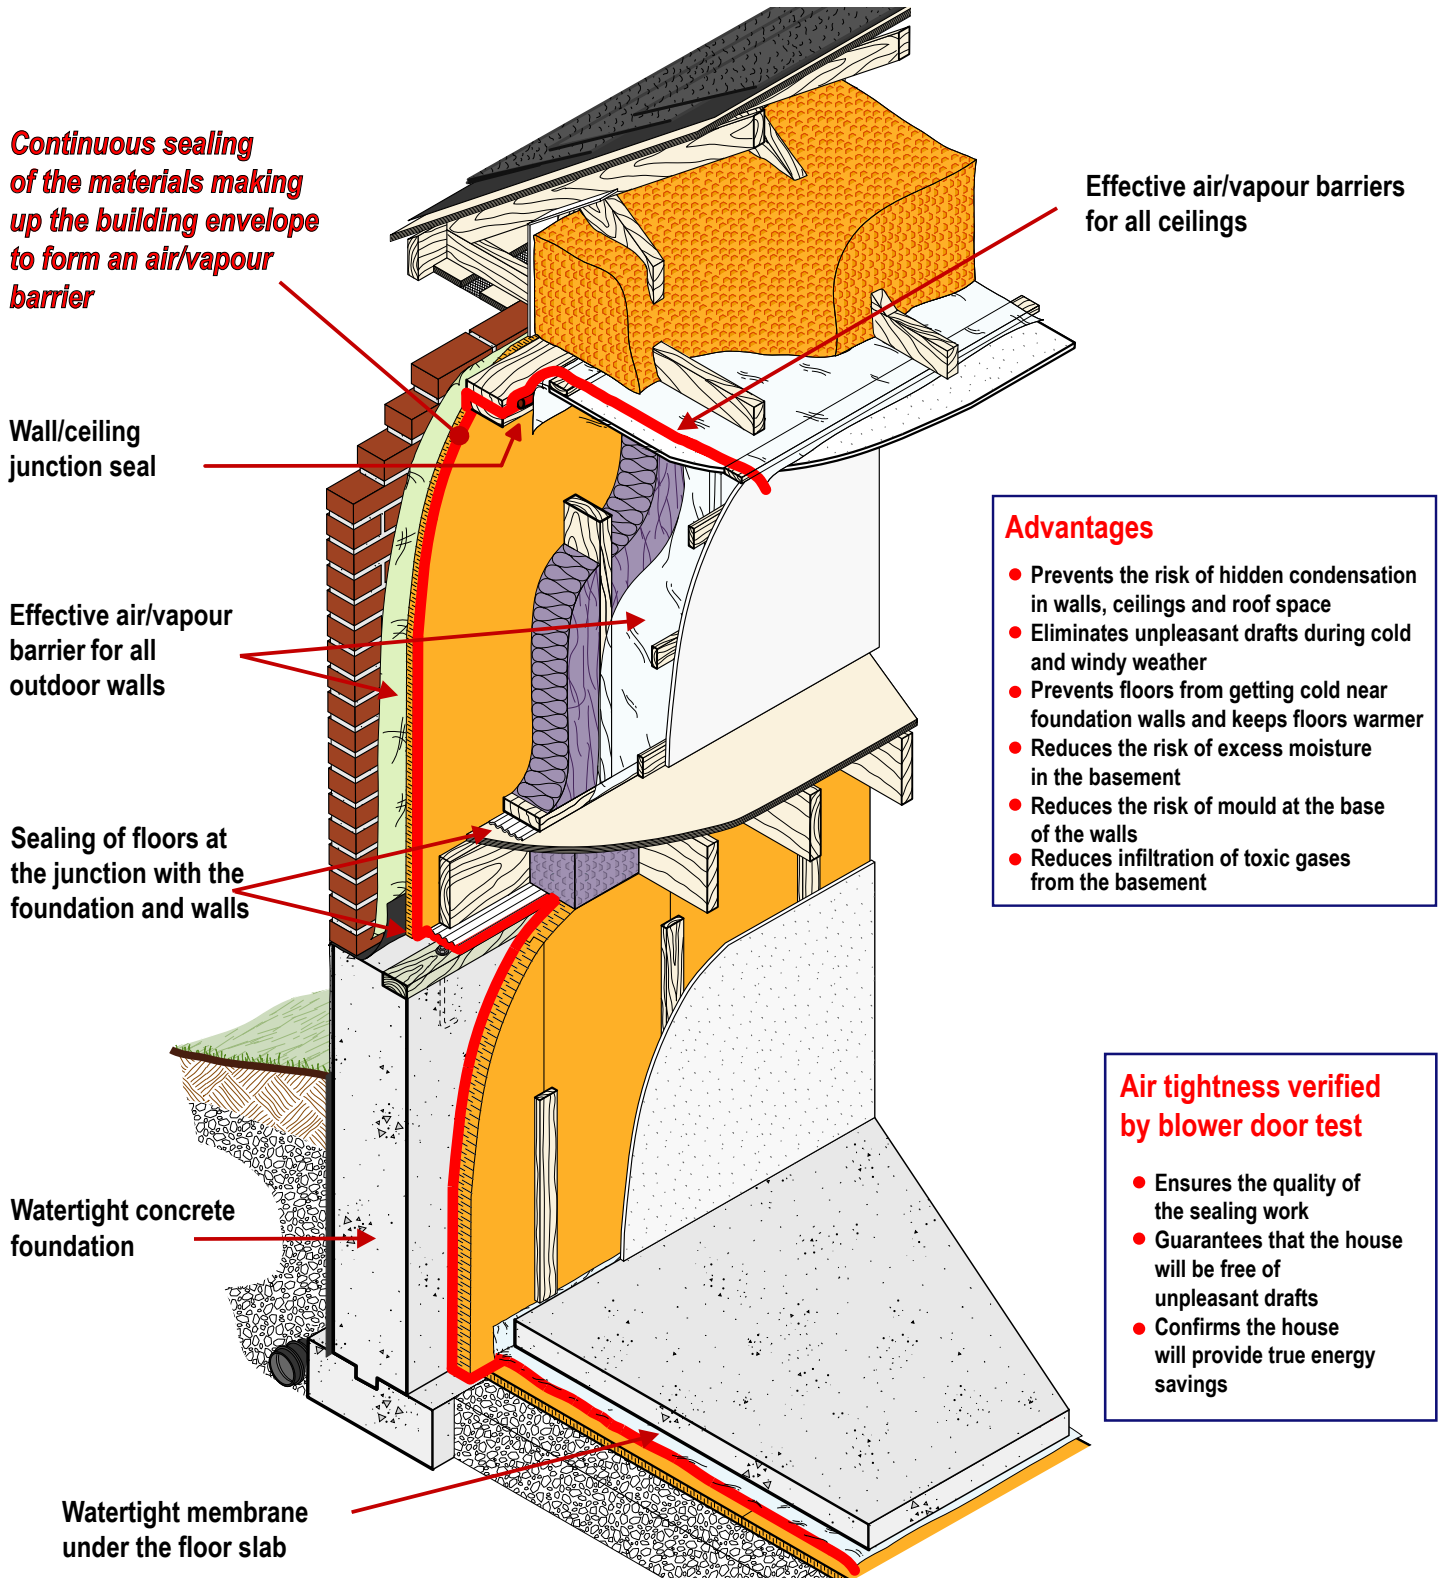 Continuous sealing
of the materials making
up the building envelope
to form an air/vapour
barrier
Effective air/vapour barriers
for all ceilings
Wall/ceiling
junction seal
Effective air/vapour
barrier for all
outdoor walls
Sealing of floors at
the junction with the
foundation and walls
Watertight concrete
foundation
Watertight membrane
under the floor slab
Advantages
Prevents the risk of hidden condensation
in walls, ceilings and roof space
Eliminates unpleasant drafts during cold
and windy weather
Prevents floors from getting cold near
foundation walls and keeps floors warmer
Reduces the risk of excess moisture
in the basement
Reduces the risk of mould at the base
of the walls
Reduces infiltration of toxic gases
from the basement
Air tightness verified
by blower door test
Ensures the quality of
the sealing work
Guarantees that the house
will be free of
unpleasant drafts
Confirms the house
will provide true energy
savings